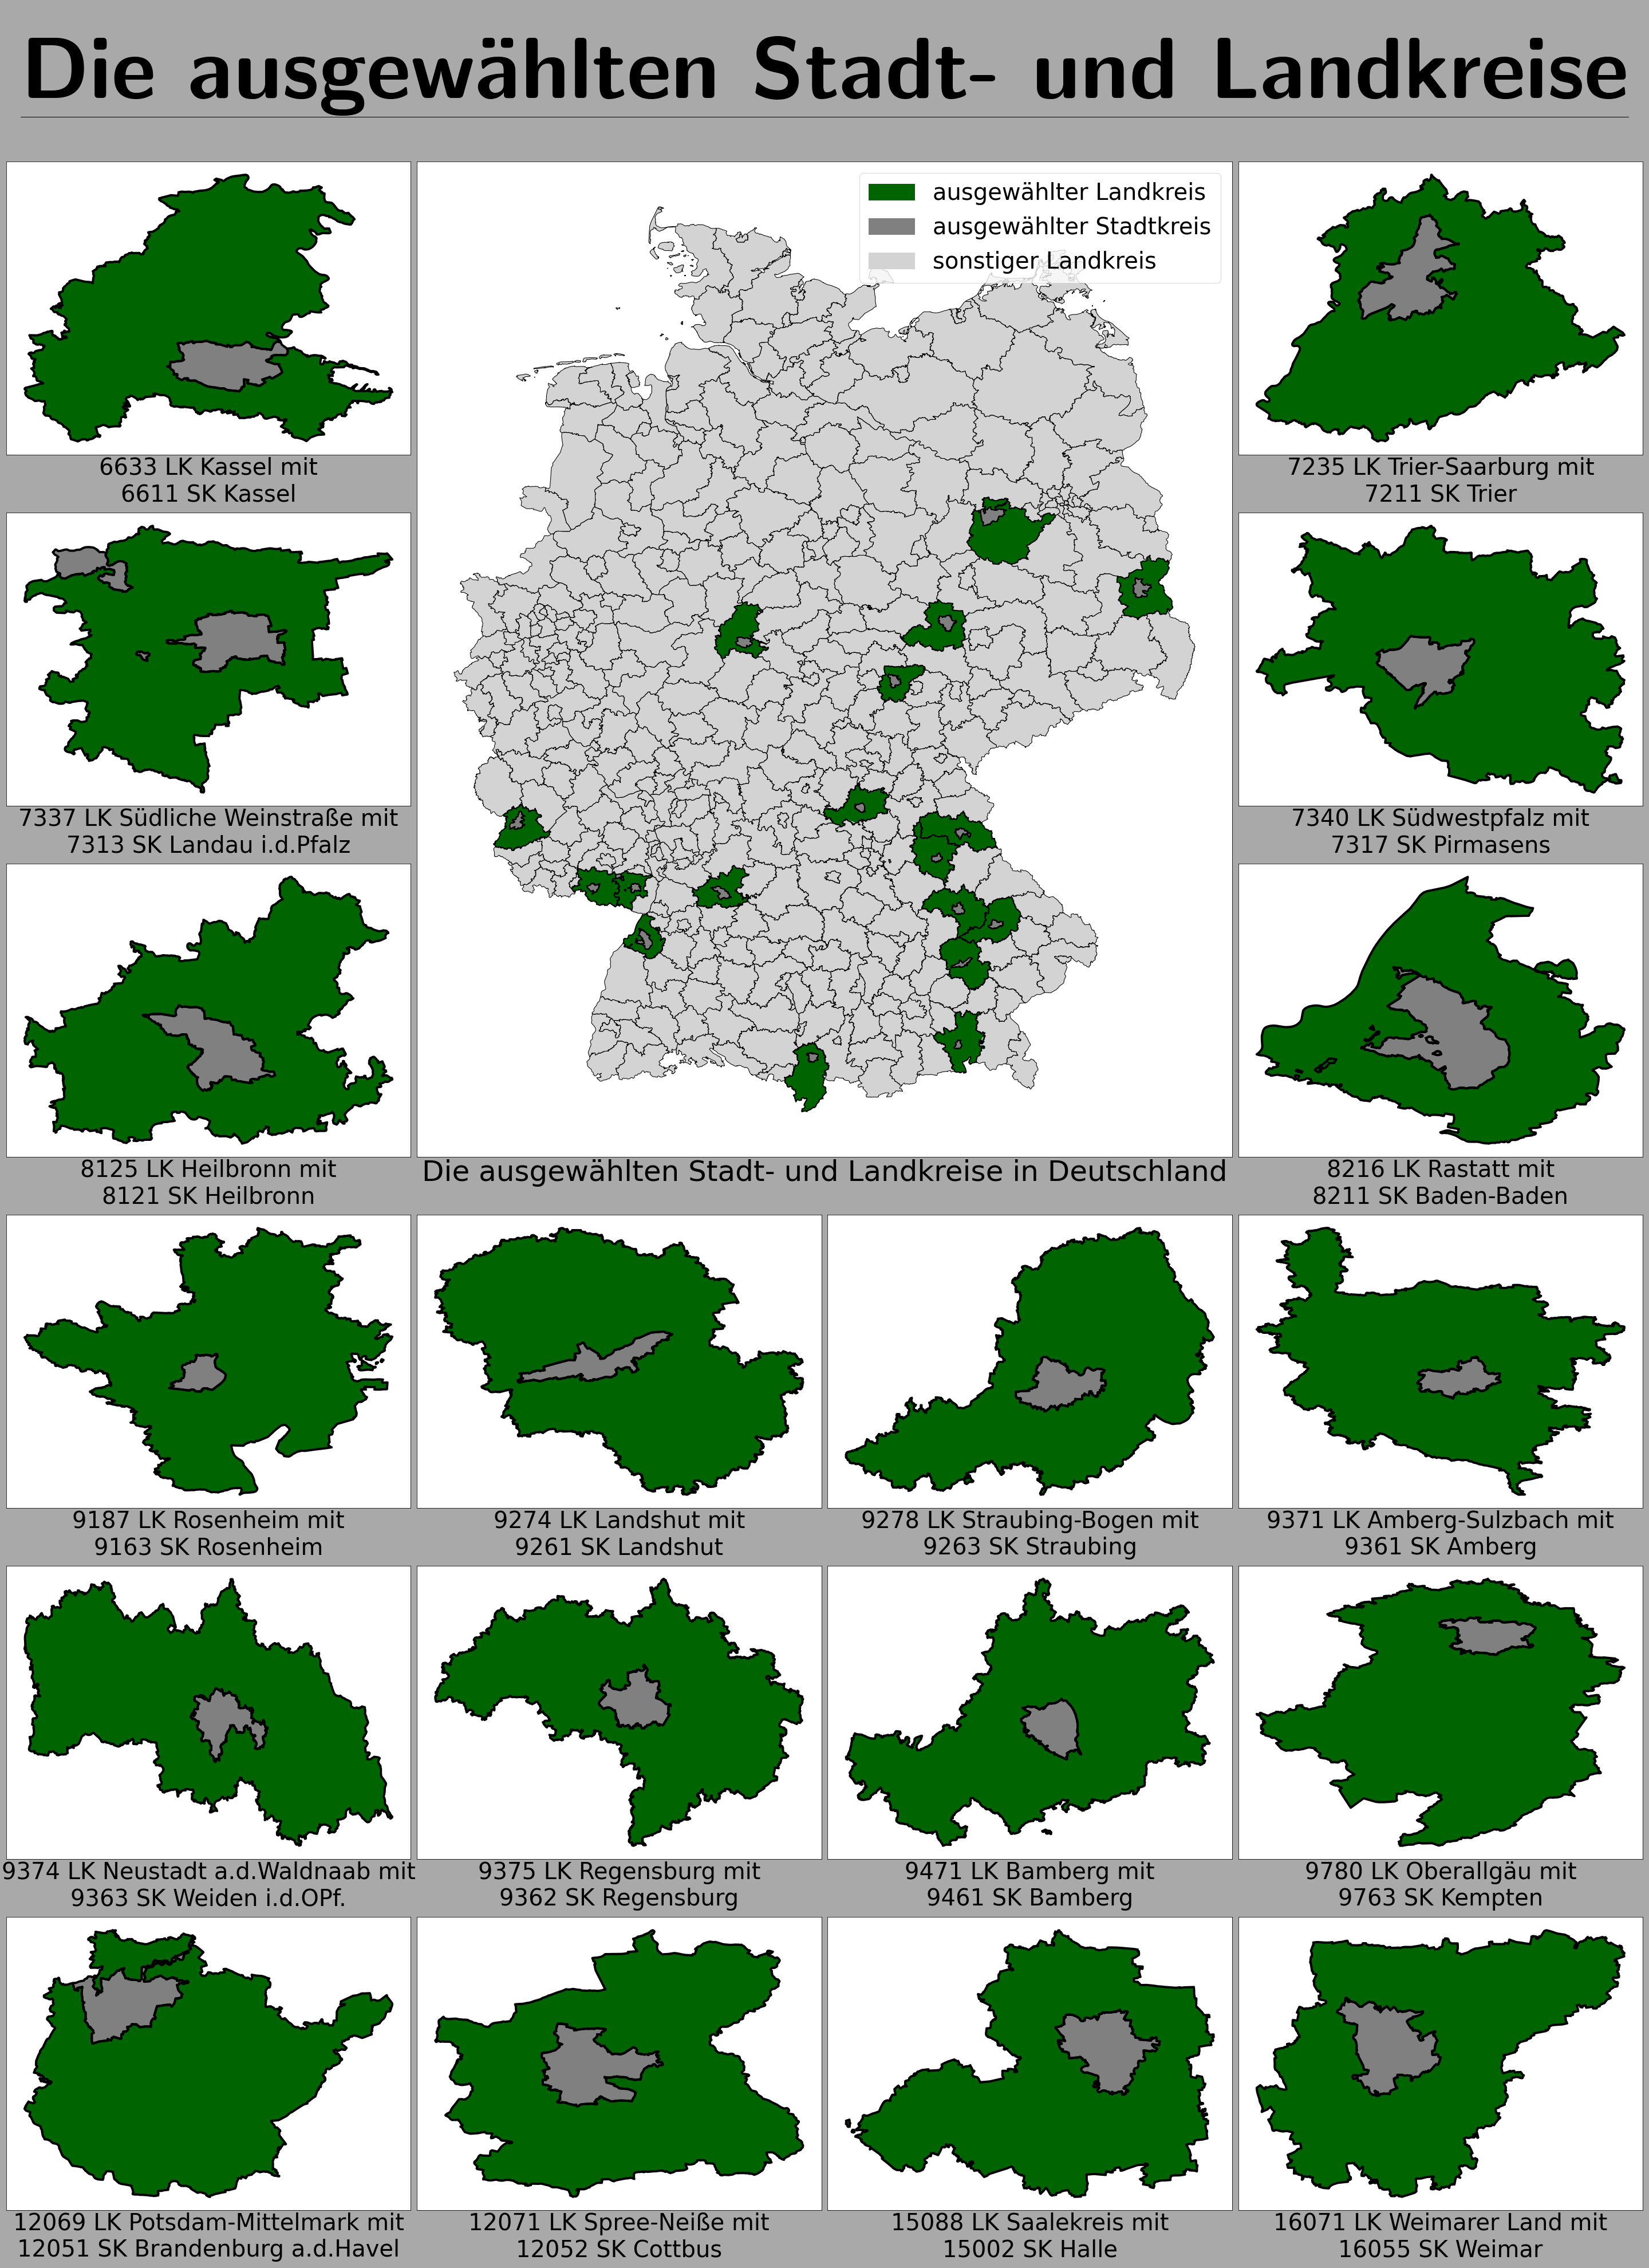 Die ausgewählten Stadt- und Landkreise
ausgewählter Landkreis
ausgewählter Stadtkreis
sonstiger Landkreis
6633 LK Kassel mit
6611 SK Kassel
7235 LK Trier-Saarburg mit
7211 SK Trier
7337 LK Südliche Weinstraße mit
7313 SK Landau i.d.Pfalz
7340 LK Südwestpfalz mit
7317 SK Pirmasens
8125 LK Heilbronn mit
8121 SK Heilbronn
Die ausgewählten Stadt- und Landkreise in Deutschland
8216 LK Rastatt mit
8211 SK Baden-Baden
9187 LK Rosenheim mit
9163 SK Rosenheim
9274 LK Landshut mit
9261 SK Landshut
9278 LK Straubing-Bogen mit
9263 SK Straubing
9371 LK Amberg-Sulzbach mit
9361 SK Amberg
9374 LK Neustadt a.d.Waldnaab mit
9363 SK Weiden i.d.OPf.
9375 LK Regensburg mit
9362 SK Regensburg
9471 LK Bamberg mit
9461 SK Bamberg
9780 LK Oberallgäu mit
9763 SK Kempten
12069 LK Potsdam-Mittelmark mit
12051 SK Brandenburg a.d.Havel
12071 LK Spree-Neiße mit
12052 SK Cottbus
15088 LK Saalekreis mit
15002 SK Halle
16071 LK Weimarer Land mit
16055 SK Weimar